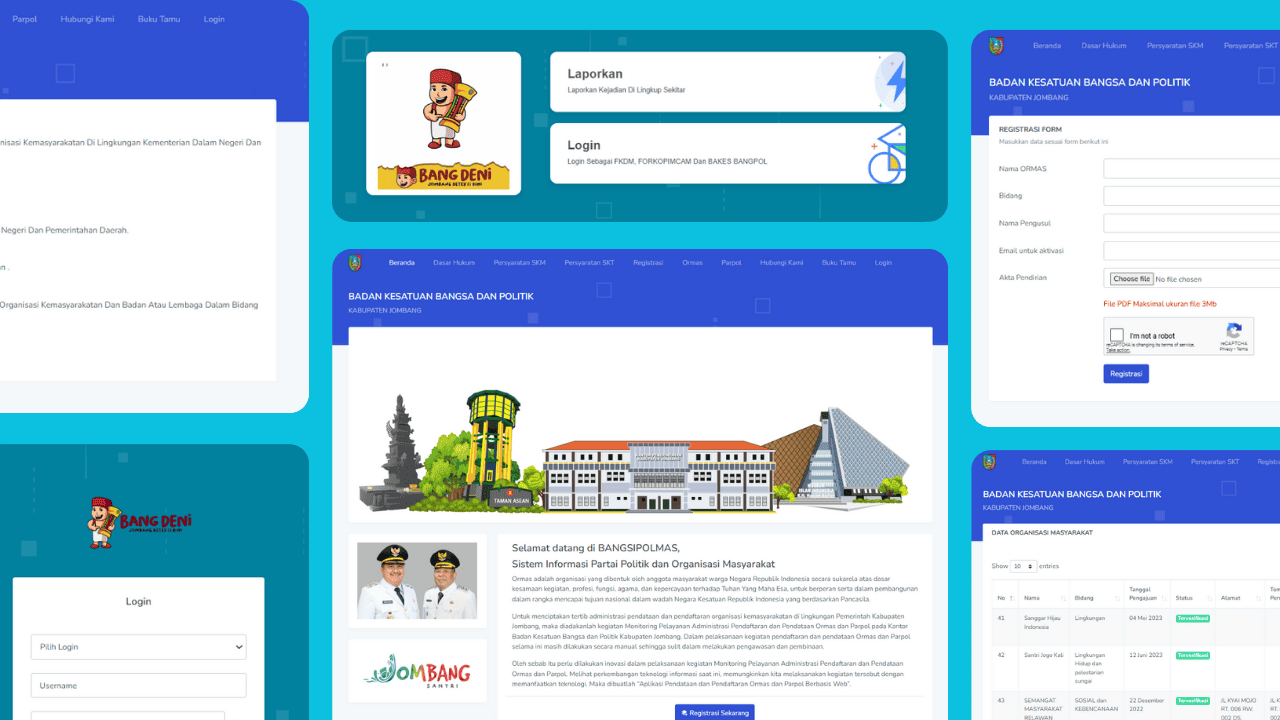 Parpol Hubungi Kami Buku Tamu Login
nisasi Kemasyarakatan Di Lingkungan Kementerian Dalam Negeri Dan
Negeri Dan Pemerintahan Daerah.
n .
Organisasi Kemasyarakatan Dan Badan Atau Lembaga Dalam Bidang
BANG DENI
JOMBANG DETEKSI DINI
Login
Pilih Login
Username
BANG DENI
JOMBANG DETEKSI DINI
Laporkan
Laporkan Kejadian Di Lingkup Sekitar
Login
Login Sebagai FKDM, FORKOPIMCAM Dan BAKES BANGPOL
Beranda Dasar Hukum Persyaratan SKM Persyaratan SKT Registrasi Ormas Parpol Hubungi Kami Buku Tamu Login
BADAN KESATUAN BANGSA DAN POLITIK
KABUPATEN JOMBANG
TAMAN ASEAN
JOMBANG
SANTRI
Selamat datang di BANGSIPOLMAS,
Sistem Informasi Partai Politik dan Organisasi Masyarakat
Ormas adalah organisasi yang dibentuk oleh anggota masyarakat warga Negara Republik Indonesia secara sukarela atas dasar
kesamaan kegiatan, profesi, fungsi, agama, dan kepercayaan terhadap Tuhan Yang Maha Esa, untuk berperan serta dalam pembangunan
dalam rangka mencapai tujuan nasional dalam wadah Negara Kesatuan Republik Indonesia yang berdasarkan Pancasila.
Untuk menciptakan tertib administrasi pendataan dan pendaftaran organisasi kemasyarakatan di lingkungan Pemerintah Kabupaten
Jombang, maka diadakanlah kegiatan Monitoring Pelayanan Administrasi Pendaftaran dan Pendataan Ormas dan Parpol pada Kantor
Badan Kesatuan Bangsa dan Politik Kabupaten Jombang. Dalam pelaksanaan kegiatan pendaftaran dan pendataan Ormas dan Parpol
selama ini masih dilakukan secara manual sehingga sulit dalam melakukan pengawasan dan pembinaan.
Oleh sebab itu perlu dilakukan inovasi dalam pelaksanaan kegiatan Monitoring Pelayanan Administrasi Pendaftaran dan Pendataan
Ormas dan Parpol. Melihat perkembangan teknologi informasi saat ini, memungkinkan kita melaksanakan kegiatan tersebut dengan
memanfaatkan teknologi. Maka dibuatlah "Aplikasi Pendataan dan Pendaftaran Ormas dan Parpol Berbasis Web".
Registrasi Sekarang
Beranda Dasar Hukum Persyaratan SKM Persyaratan SKT
BADAN KESATUAN BANGSA DAN POLITIK
KABUPATEN JOMBANG
REGISTRASI FORM
Masukkan data sesuai form berikut ini
Nama ORMAS
Bidang
Nama Pengusul
Email untuk aktivasi
Akta Pendirian Choose file No file chosen
File PDF Maksimal ukuran file 3Mb
I'm not a robot
reCAPTCHA is changing its terms of service.
Take action.
reCAPTCHA
Privacy - Terms
Registrasi
Beranda Dasar Hukum Persyaratan SKM Persyaratan SKT Registr
BADAN KESATUAN BANGSA DAN POLITIK
KABUPATEN JOMBANG
DATA ORGANISASI MASYARAKAT
Show 10 entries
No Nama Bidang Tanggal Pengajuan Status Alamat
41 Sanggar Hijau Indonesia Lingkungan 04 Mei 2023 Terverifikasi
42 Santri Jogo Kali Lingkungan Hidup dan pelestarian sungai 12 Juni 2023 Terverifikasi
43 SEMANGAT MASYARAKAT RELAWAN SOSIAL dan KEBENCANAAN 22 Desember 2022 Terverifikasi JL KYAI MOJO RT. 006 RW. 002 DS.